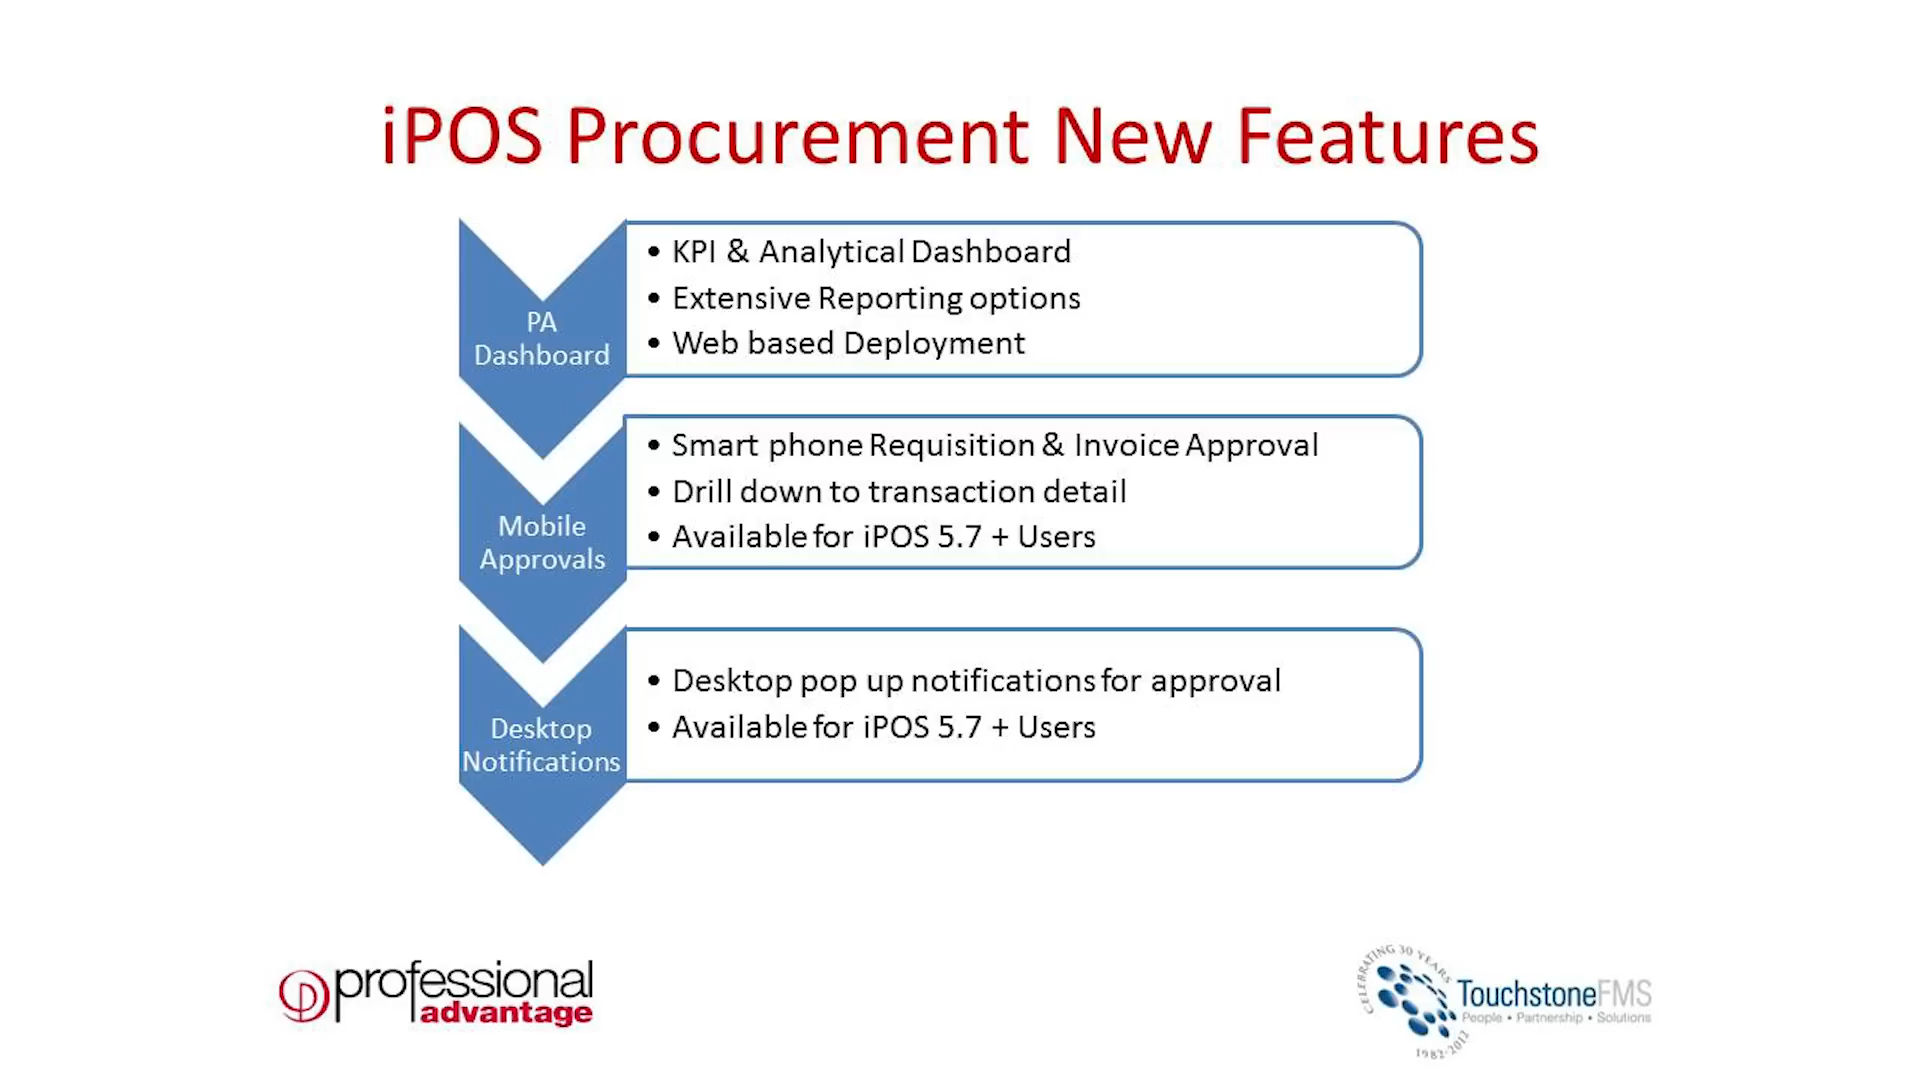 iPOS Procurement New Features
PA
Dashboard
• KPI & Analytical Dashboard
• Extensive Reporting options
• Web based Deployment
Mobile
Approvals
• Smart phone Requisition & Invoice Approval
• Drill down to transaction detail
• Available for iPOS 5.7 + Users
Desktop
Notifications
• Desktop pop up notifications for approval
• Available for iPOS 5.7 + Users
professional
advantage
CELEBRATING 30 YEARS
TouchstoneFMS
People • Partnership • Solutions
1982-2012